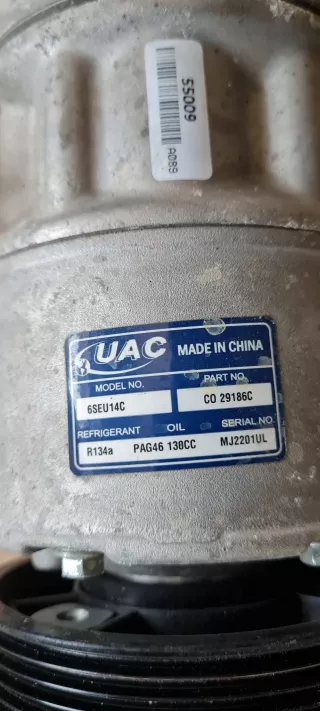 55009
A089
UAC MADE IN CHINA
MODEL NO. PART NO.
6SEU14C CO 29186C
REFRIGERANT OIL SERIAL NO.
R134a PAG46 138CC MJ2201UL